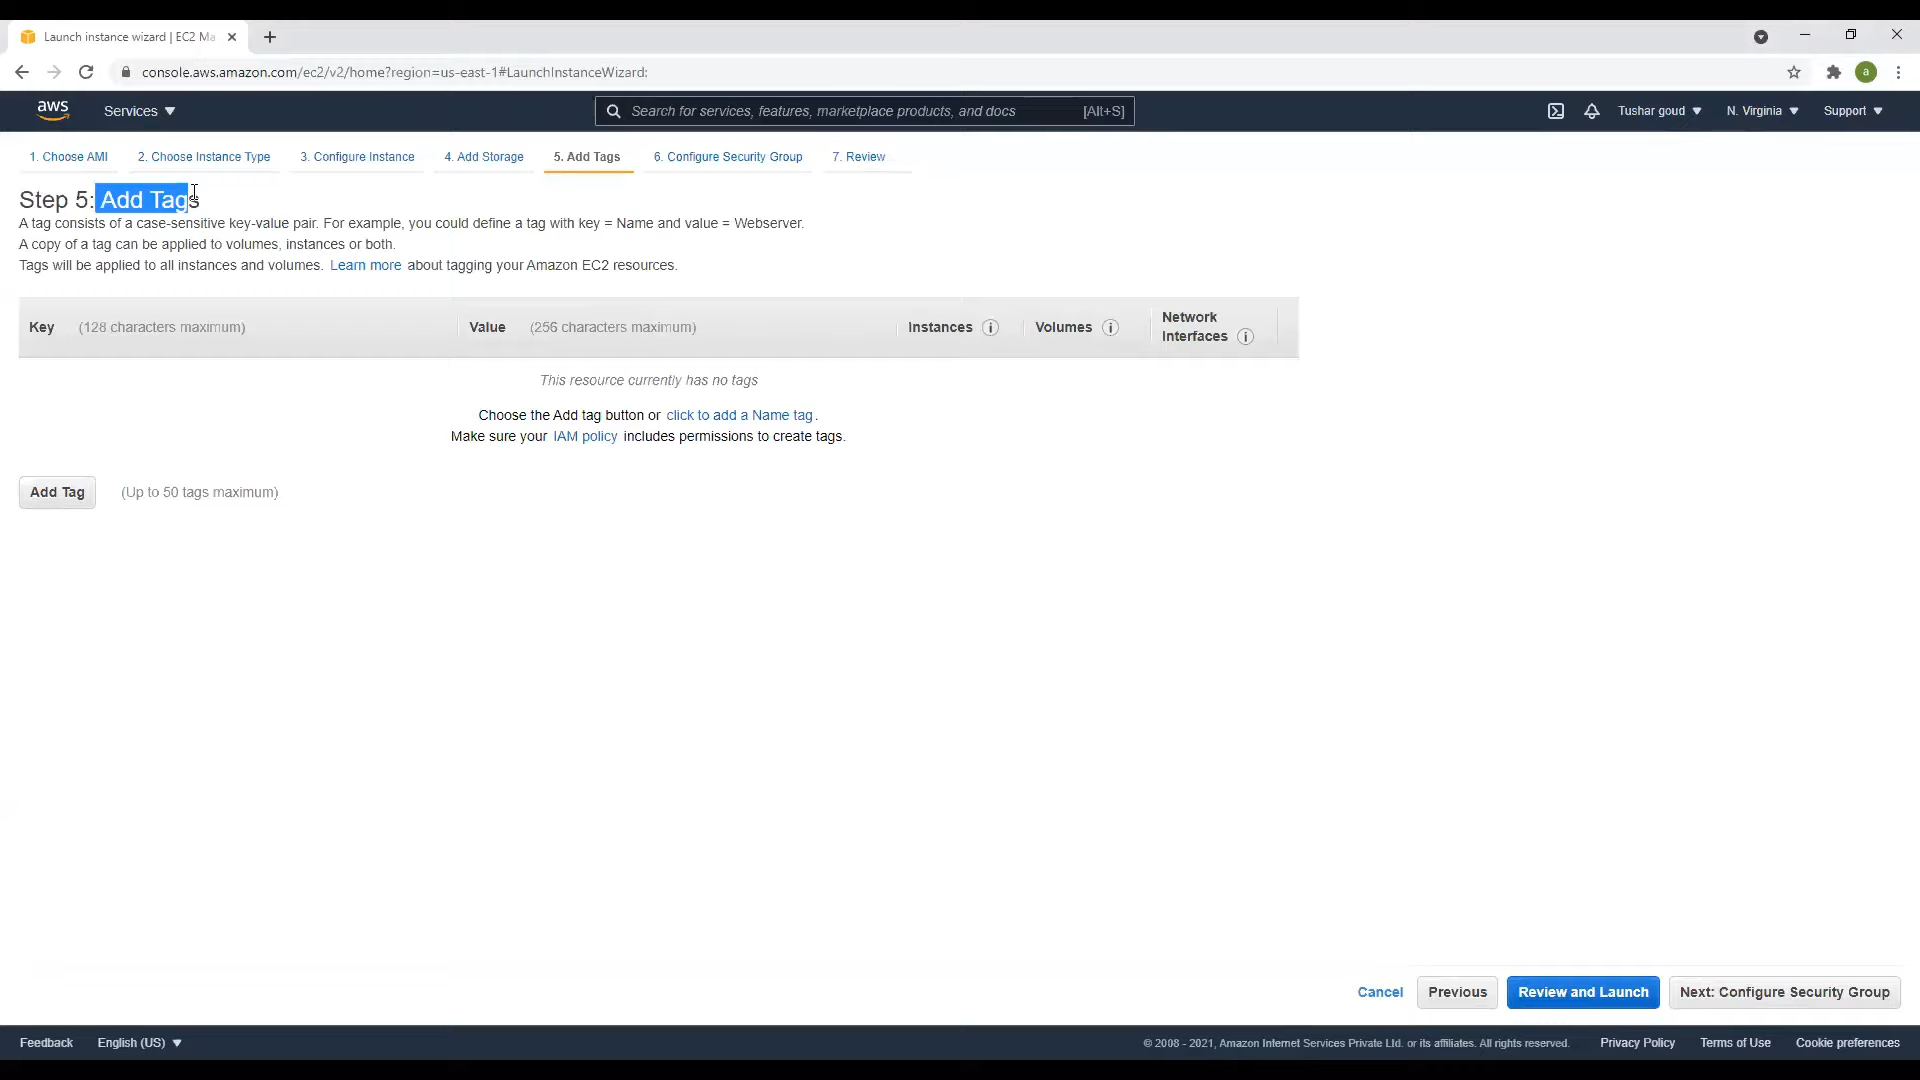 Launch instance wizard | EC2 Ma
console.aws.amazon.com/ec2/v2/home?region=us-east-1#LaunchInstanceWizard:
a
aws
Services
Search for services, features, marketplace products, and docs [Alt+S]
Tushar goud
N. Virginia
Support
1. Choose AMI 2. Choose Instance Type 3. Configure Instance 4. Add Storage 5. Add Tags 6. Configure Security Group 7. Review
Step 5: Add Tags
A tag consists of a case-sensitive key-value pair. For example, you could define a tag with key = Name and value = Webserver.
A copy of a tag can be applied to volumes, instances or both.
Tags will be applied to all instances and volumes. Learn more about tagging your Amazon EC2 resources.
Key (128 characters maximum)
Value (256 characters maximum)
Instances
Volumes
Network
Interfaces
This resource currently has no tags
Choose the Add tag button or click to add a Name tag.
Make sure your IAM policy includes permissions to create tags.
Add Tag (Up to 50 tags maximum)
Cancel Previous Review and Launch Next: Configure Security Group
Feedback English (US) © 2008 - 2021, Amazon Internet Services Private Ltd. or its affiliates. All rights reserved. Privacy Policy Terms of Use Cookie preferences